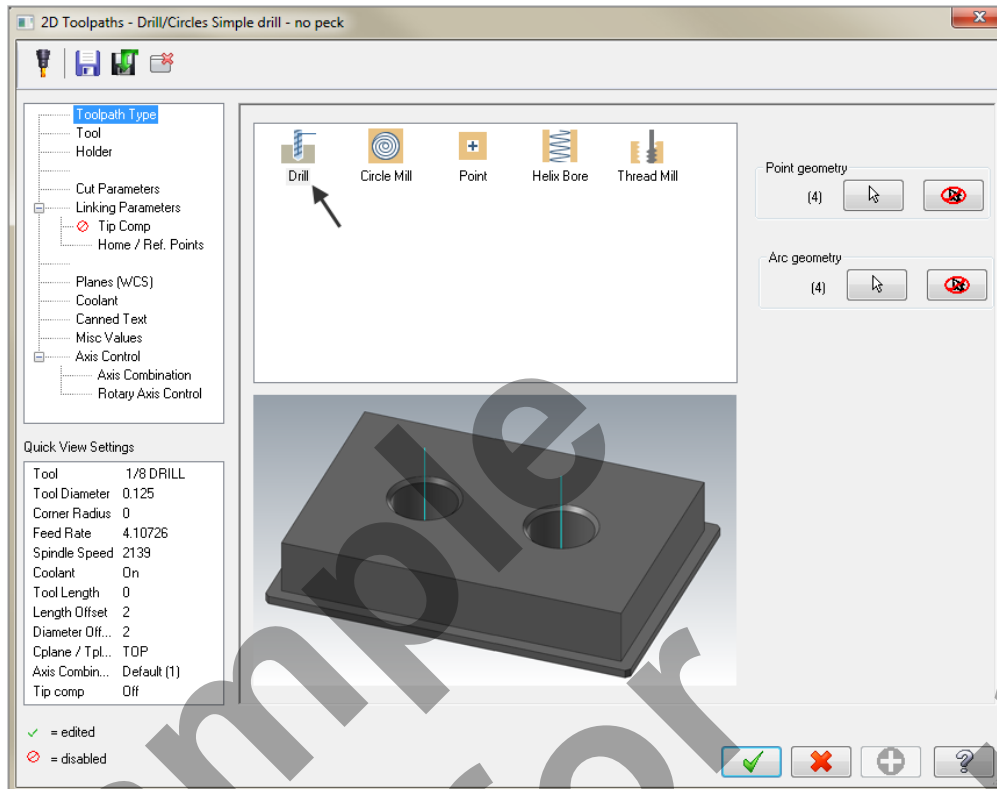 2D Toolpaths - Drill/Circles Simple drill - no peck
Toolpath Type
Tool
Holder
Cut Parameters
Linking Parameters
Tip Comp
Home / Ref. Points
Planes (WCS)
Coolant
Canned Text
Misc Values
Axis Control
Axis Combination
Rotary Axis Control
Drill
Circle Mill
Point
Helix Bore
Thread Mill
Point geometry
(4)
Arc geometry
(4)
Quick View Settings
Tool 1/8 DRILL
Tool Diameter 0.125
Corner Radius 0
Feed Rate 4.10726
Spindle Speed 2139
Coolant On
Tool Length 0
Length Offset 2
Diameter Off... 2
Cplane / Tpl... TOP
Axis Combin... Default (1)
Tip comp Off
= edited
= disabled